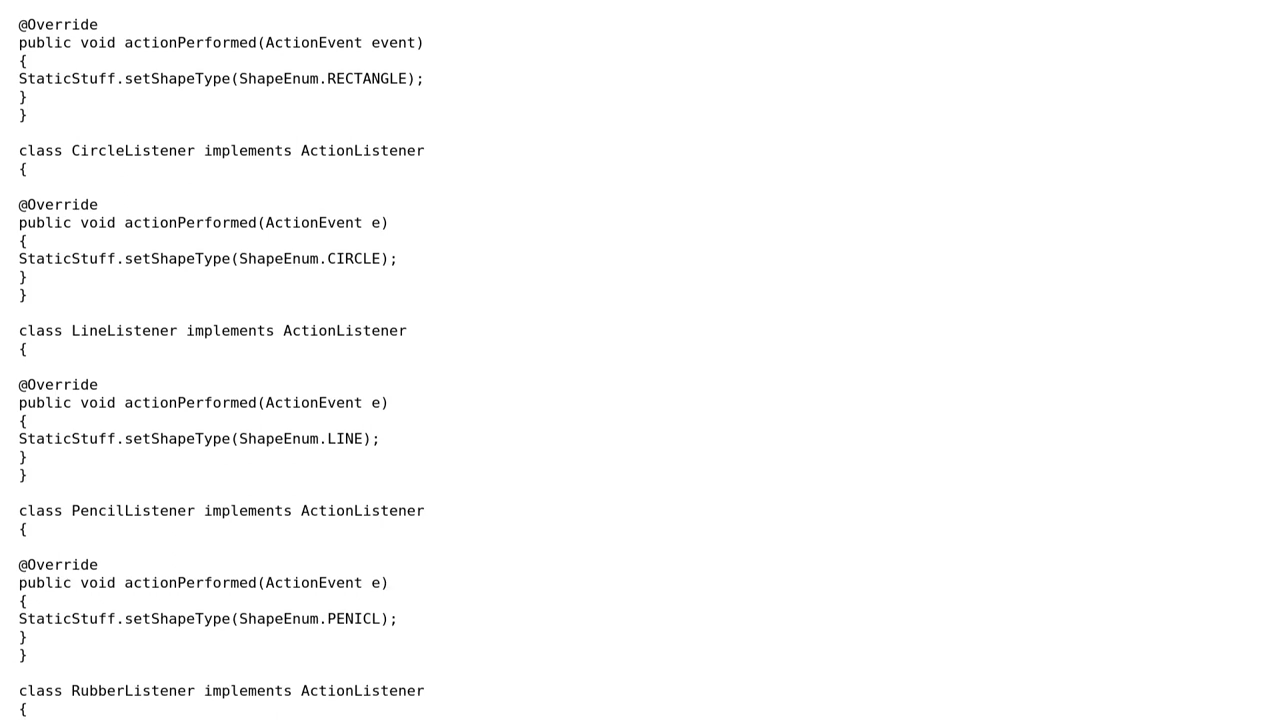 @Override
public void actionPerformed(ActionEvent event)
{
StaticStuff.setShapeType(ShapeEnum.RECTANGLE);
}
}
class CircleListener implements ActionListener
{
@Override
public void actionPerformed(ActionEvent e)
{
StaticStuff.setShapeType(ShapeEnum.CIRCLE);
}
}
class LineListener implements ActionListener
{
@Override
public void actionPerformed(ActionEvent e)
{
StaticStuff.setShapeType(ShapeEnum.LINE);
}
}
class PencilListener implements ActionListener
{
@Override
public void actionPerformed(ActionEvent e)
{
StaticStuff.setShapeType(ShapeEnum.PENICL);
}
}
class RubberListener implements ActionListener
{